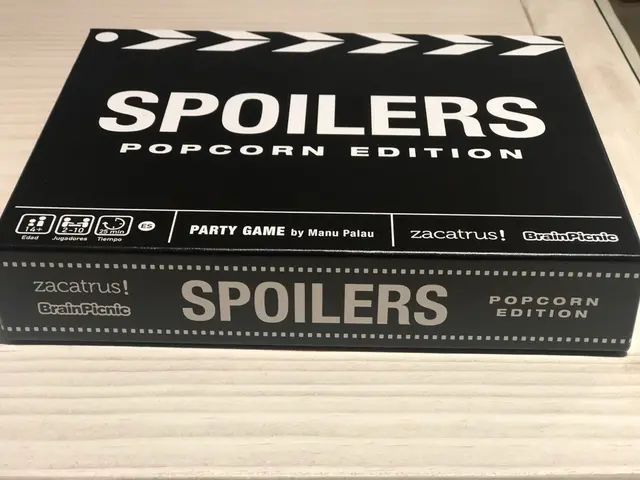 SPOILERS
POPCORN EDITION
14+
Edad
2-10
Jugadores
25 min
Tiempo
ES
PARTY GAME by Manu Palau
zacatrus!
BrainPicnic
zacatrus!
BrainPicnic
SPOILERS
POPCORN
EDITION